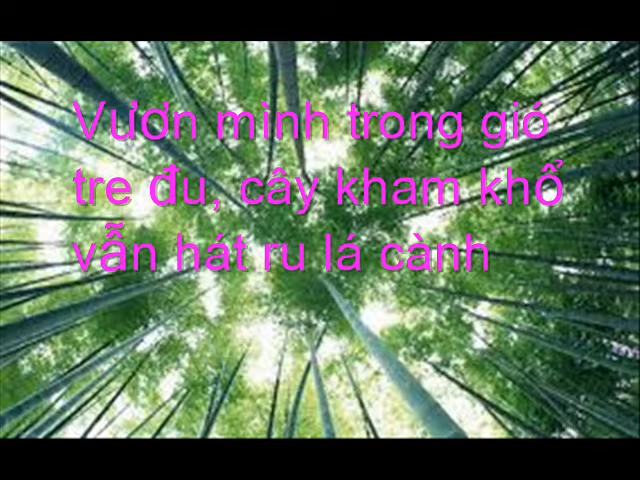 Vươn mình trong gió
tre đu, cây kham khổ
vẫn hát ru lá cành